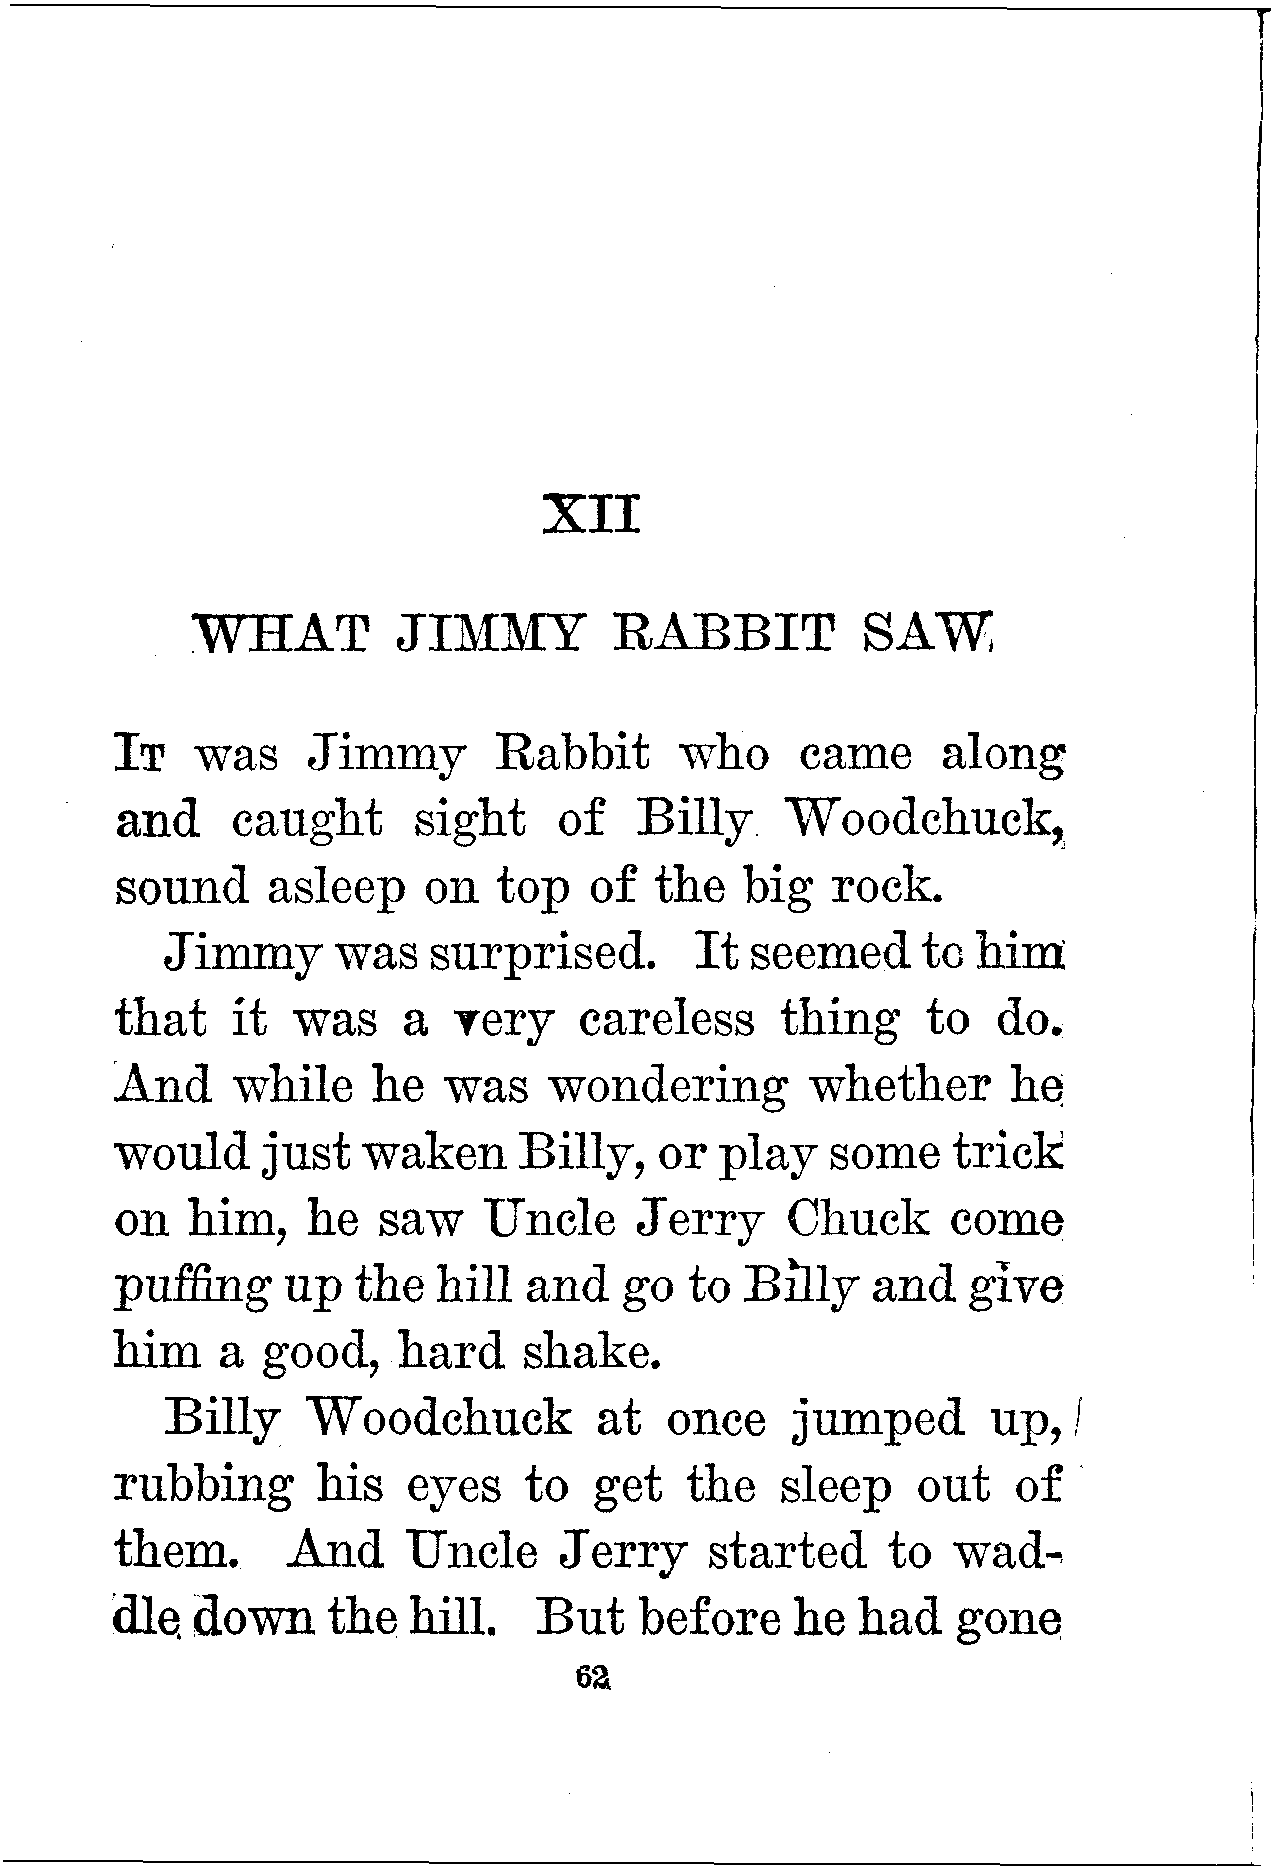 XII
WHAT JIMMY RABBIT SAW
IT was Jimmy Rabbit who came along
and caught sight of Billy Woodchuck,
sound asleep on top of the big rock.
Jimmy was surprised. It seemed to him
that it was a very careless thing to do.
And while he was wondering whether he
would just waken Billy, or play some trick
on him, he saw Uncle Jerry Chuck come
puffing up the hill and go to Billy and give
him a good, hard shake.
Billy Woodchuck at once jumped up,
rubbing his eyes to get the sleep out of
them. And Uncle Jerry started to wad-
dle down the hill. But before he had gone
62